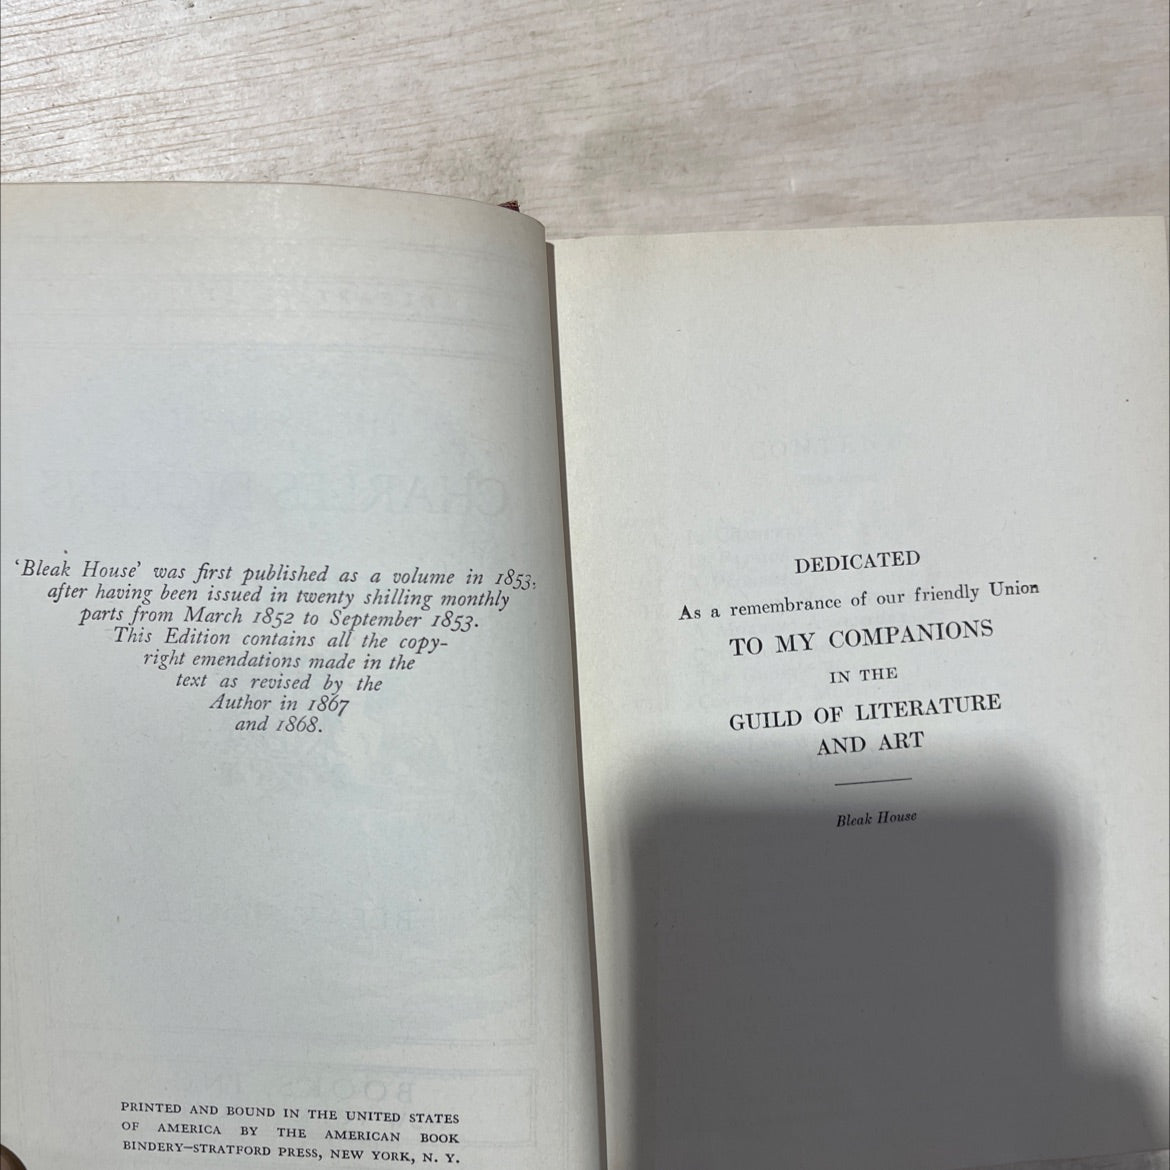 'Bleak House' was first published as a volume in 1853,
after having been issued in twenty shilling monthly
parts from March 1852 to September 1853.
This Edition contains all the copy-
right emendations made in the
text as revised by the
Author in 1867
and 1868.
PRINTED AND BOUND IN THE UNITED STATES
OF AMERICA BY THE AMERICAN BOOK
BINDERY—STRATFORD PRESS, NEW YORK, N. Y.
DEDICATED
As a remembrance of our friendly Union
TO MY COMPANIONS
IN THE
GUILD OF LITERATURE
AND ART
Bleak House